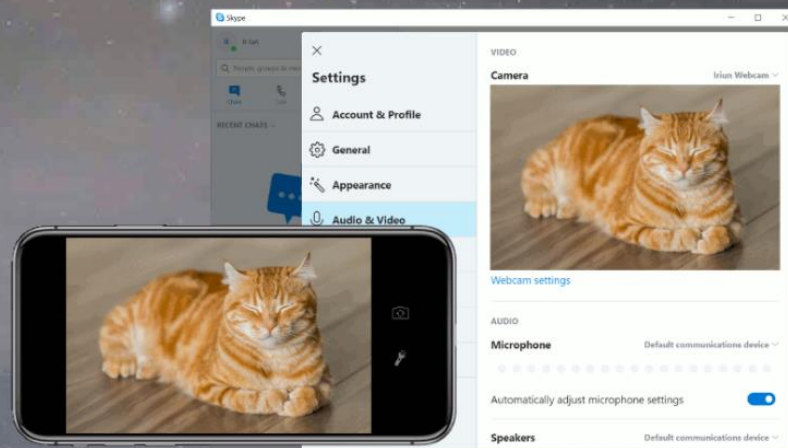 Skype
Settings
Account & Profile
General
Appearance
Audio & Video
RECENT CHATS
VIDEO
Camera
Iriun Webcam
Webcam settings
AUDIO
Microphone
Default communications device
Automatically adjust microphone settings
Speakers
Default communications device